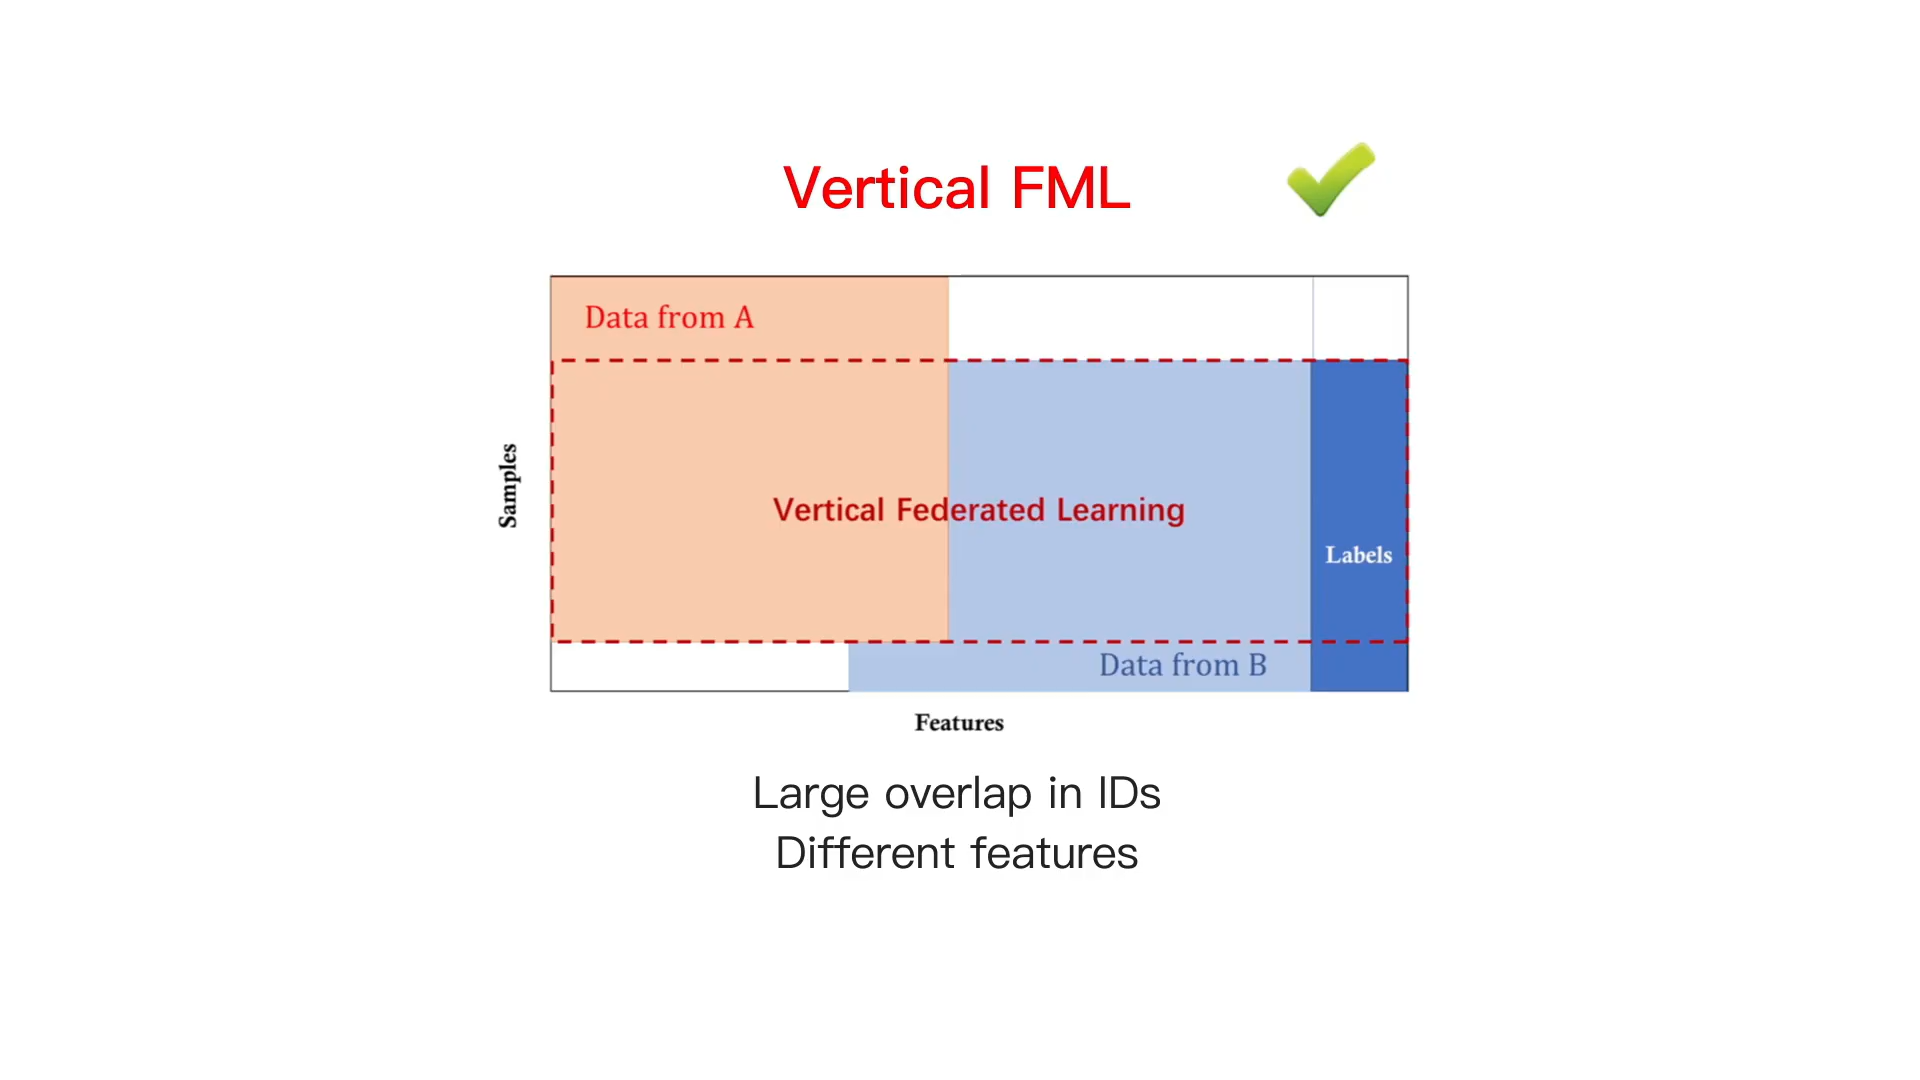 Vertical FML
Data from A
Samples
Vertical Federated Learning
Labels
Data from B
Features
Large overlap in IDs
Different features